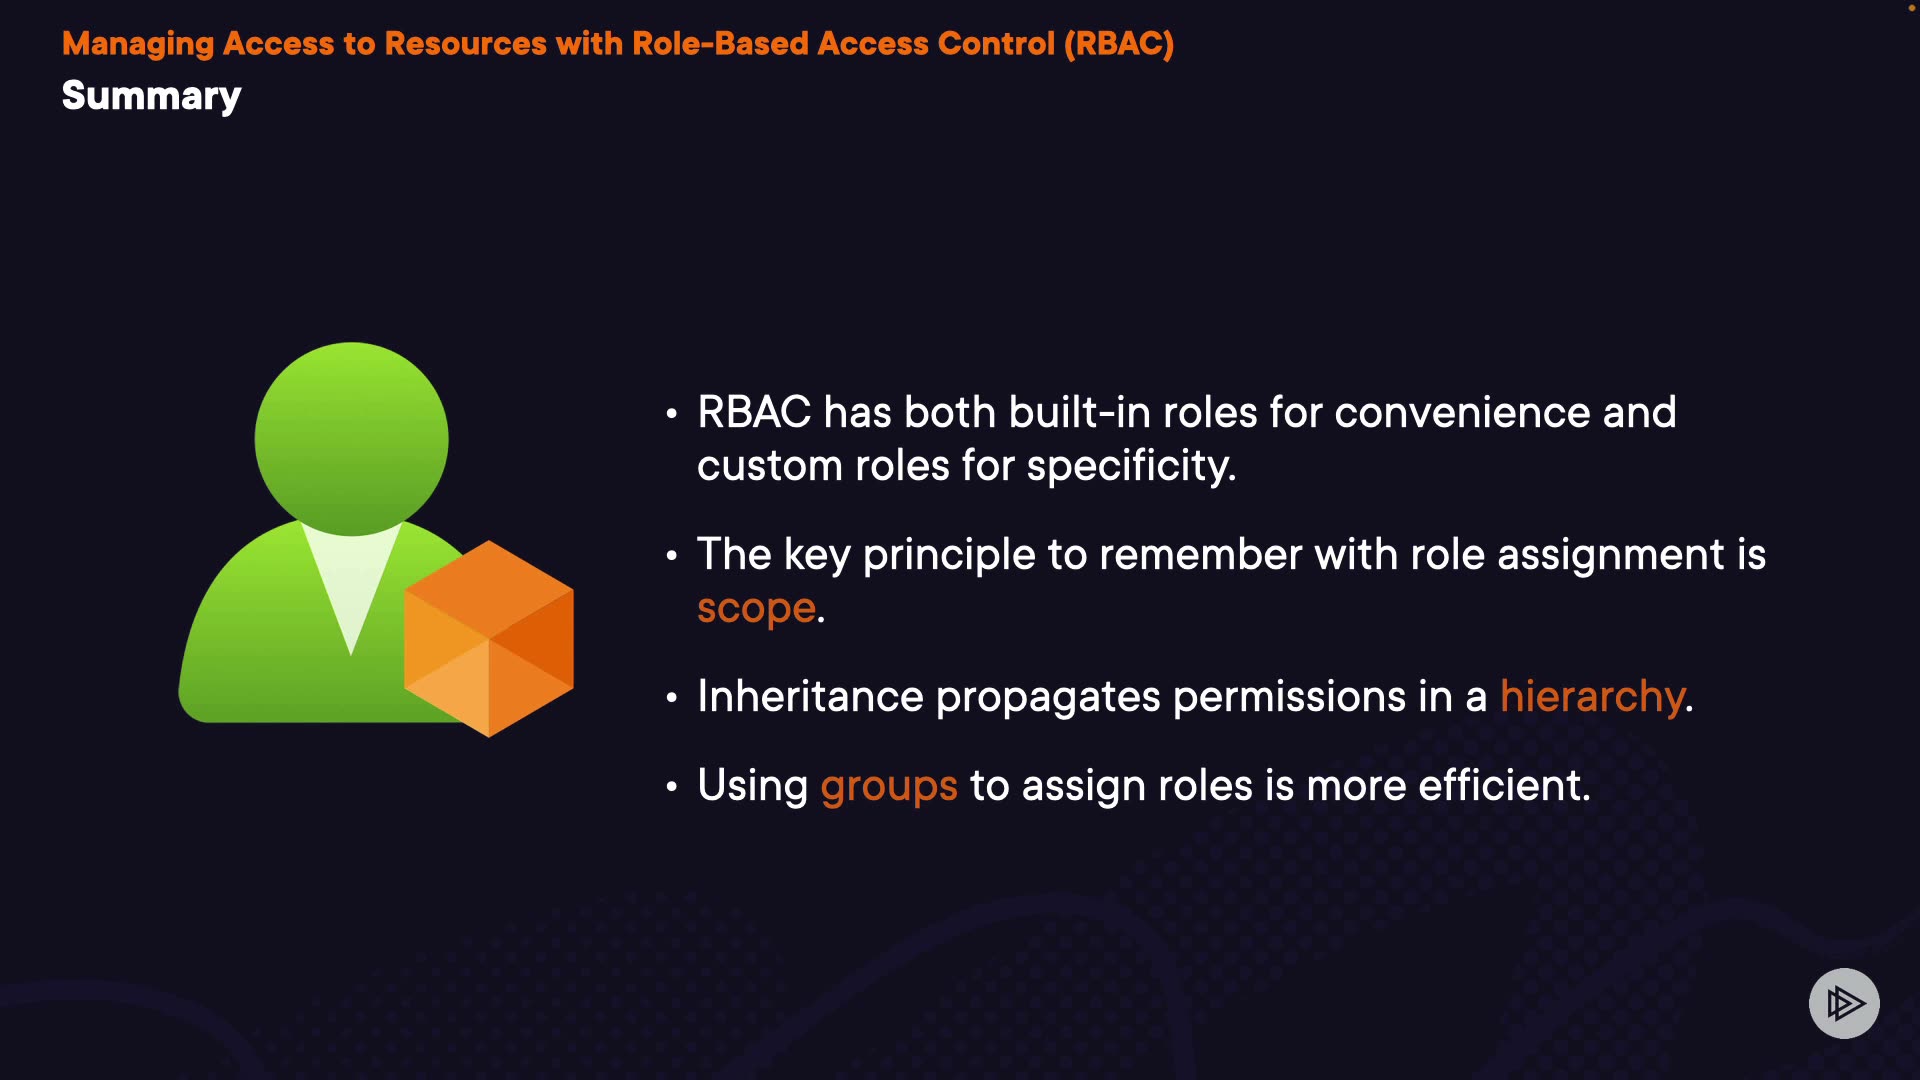 Managing Access to Resources with Role-Based Access Control (RBAC)
Summary
• RBAC has both built-in roles for convenience and
custom roles for specificity.
• The key principle to remember with role assignment is
scope.
• Inheritance propagates permissions in a hierarchy.
• Using groups to assign roles is more efficient.